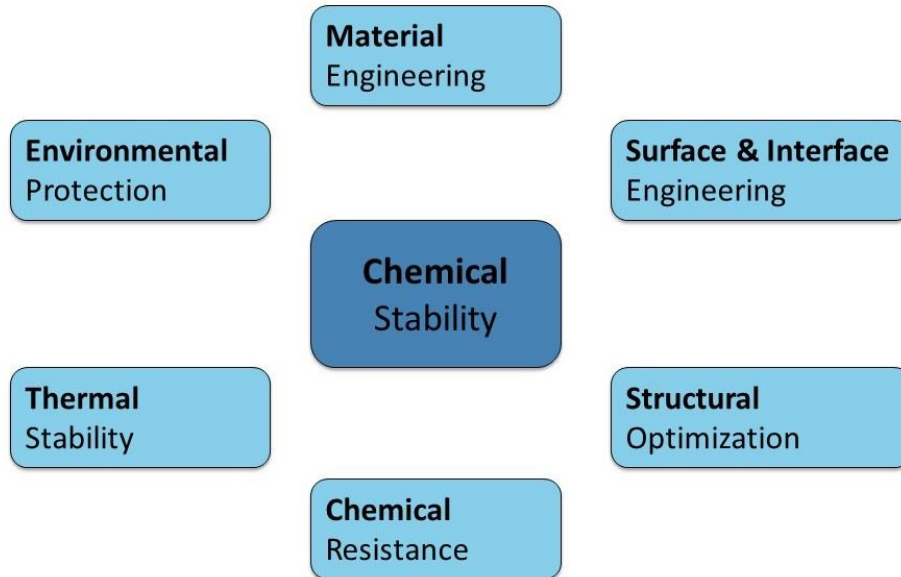 Material
Engineering
Environmental
Protection
Surface & Interface
Engineering
Chemical
Stability
Thermal
Stability
Structural
Optimization
Chemical
Resistance